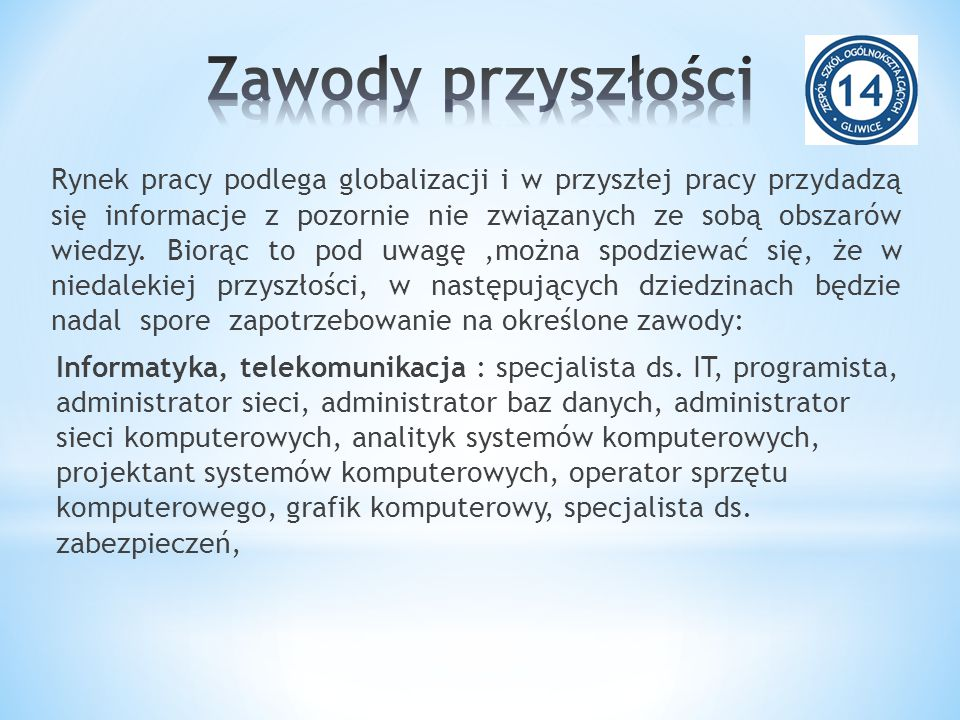 Zawody przyszłości
ZESPÓŁ SZKÓŁ OGÓLNOKSZTAŁCĄCYCH
14
• GLIWICE •
Rynek pracy podlega globalizacji i w przyszłej pracy przydadzą
się informacje z pozornie nie związanych ze sobą obszarów
wiedzy. Biorąc to pod uwagę ,można spodziewać się, że w
niedalekiej przyszłości, w następujących dziedzinach będzie
nadal spore zapotrzebowanie na określone zawody:
Informatyka, telekomunikacja : specjalista ds. IT, programista,
administrator sieci, administrator baz danych, administrator
sieci komputerowych, analityk systemów komputerowych,
projektant systemów komputerowych, operator sprzętu
komputerowego, grafik komputerowy, specjalista ds.
zabezpieczeń,